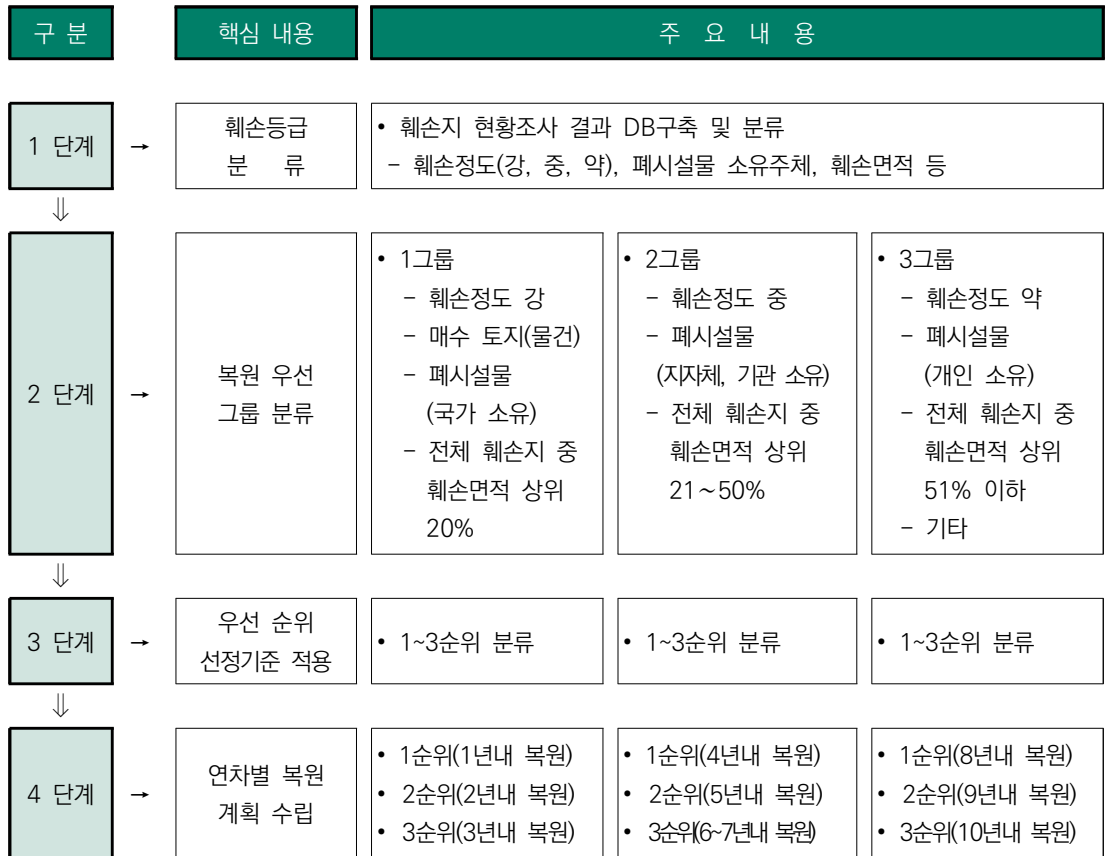 구 분
핵심 내용
주 요 내 용
1 단계
→
훼손등급
분 류
• 훼손지 현황조사 결과 DB구축 및 분류
- 훼손정도(강, 중, 약), 폐시설물 소유주체, 훼손면적 등
⇓
2 단계
→
복원 우선
그룹 분류
• 1그룹
- 훼손정도 강
- 매수 토지(물건)
- 폐시설물
(국가 소유)
- 전체 훼손지 중
훼손면적 상위
20%
• 2그룹
- 훼손정도 중
- 폐시설물
(지자체, 기관 소유)
- 전체 훼손지 중
훼손면적 상위
21~50%
• 3그룹
- 훼손정도 약
- 폐시설물
(개인 소유)
- 전체 훼손지 중
훼손면적 상위
51% 이하
- 기타
⇓
3 단계
→
우선 순위
선정기준 적용
• 1~3순위 분류
• 1~3순위 분류
• 1~3순위 분류
⇓
4 단계
→
연차별 복원
계획 수립
• 1순위(1년내 복원)
• 2순위(2년내 복원)
• 3순위(3년내 복원)
• 1순위(4년내 복원)
• 2순위(5년내 복원)
• 3순위(6~7년내 복원)
• 1순위(8년내 복원)
• 2순위(9년내 복원)
• 3순위(10년내 복원)